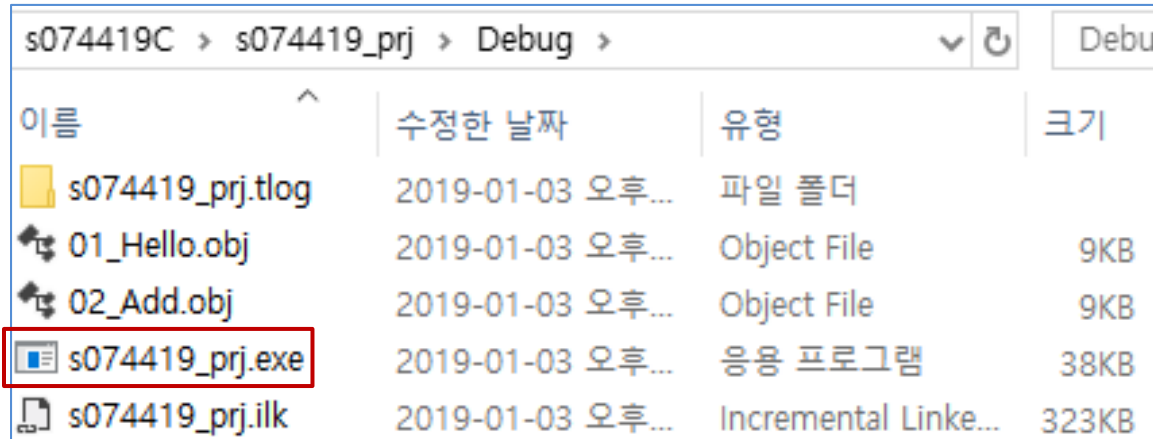 s074419C > s074419_prj > Debug > Debu
이름 수정한 날짜 유형 크기
s074419_prj.tlog 2019-01-03 오후... 파일 폴더
01_Hello.obj 2019-01-03 오후... Object File 9KB
02_Add.obj 2019-01-03 오후... Object File 9KB
s074419_prj.exe 2019-01-03 오후... 응용 프로그램 38KB
s074419_prj.ilk 2019-01-03 오후... Incremental Linke... 323KB